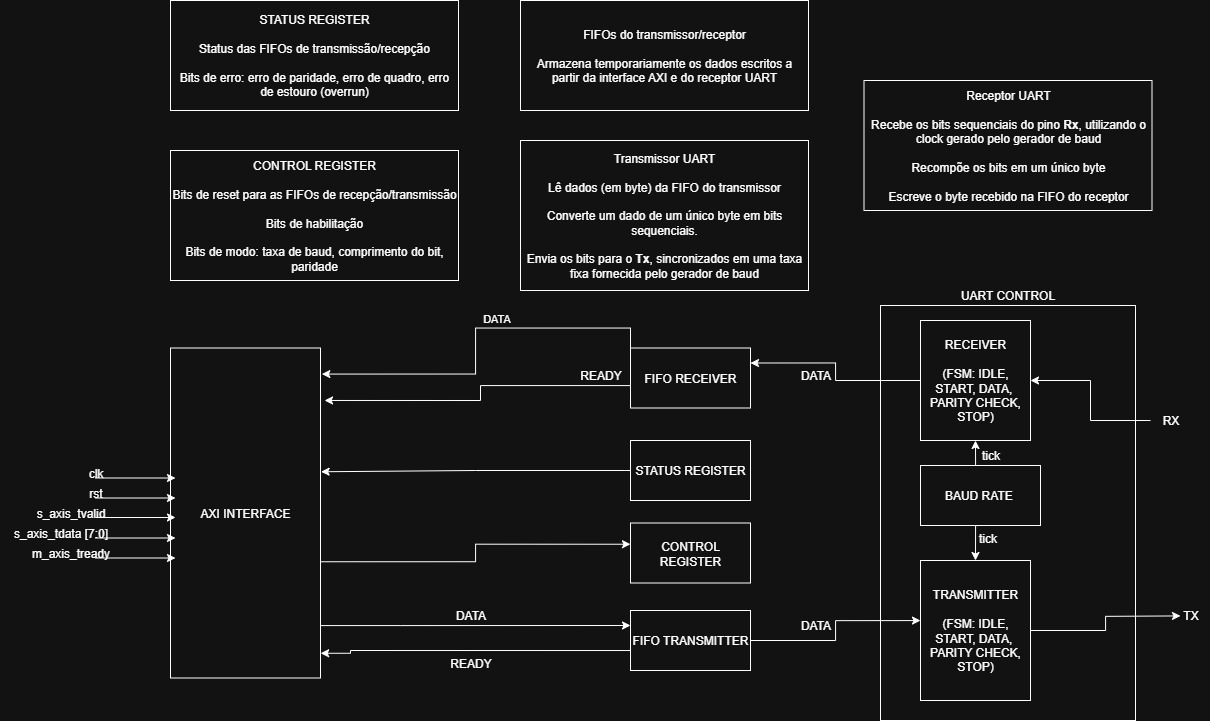 STATUS REGISTER
Status das FIFOs de transmissão/recepção
Bits de erro: erro de paridade, erro de quadro, erro
de estouro (overrun)
FIFOs do transmissor/receptor
Armazena temporariamente os dados escritos a
partir da interface AXI e do receptor UART
Receptor UART
Recebe os bits sequenciais do pino Rx, utilizando o
clock gerado pelo gerador de baud
Recompõe os bits em um único byte
Escreve o byte recebido na FIFO do receptor
CONTROL REGISTER
Bits de reset para as FIFOs de recepção/transmissão
Bits de habilitação
Bits de modo: taxa de baud, comprimento do bit,
paridade
Transmissor UART
Lê dados (em byte) da FIFO do transmissor
Converte um dado de um único byte em bits
sequenciais.
Envia os bits para o Tx, sincronizados em uma taxa
fixa fornecida pelo gerador de baud
UART CONTROL
DATA
READY
FIFO RECEIVER
DATA
RECEIVER
(FSM: IDLE,
START, DATA,
PARITY CHECK,
STOP)
RX
clk
rst
s_axis_tvalid
s_axis_tdata [7:0]
m_axis_tready
AXI INTERFACE
STATUS REGISTER
tick
BAUD RATE
tick
CONTROL
REGISTER
DATA
READY
FIFO TRANSMITTER
DATA
TRANSMITTER
(FSM: IDLE,
START, DATA,
PARITY CHECK,
STOP)
TX